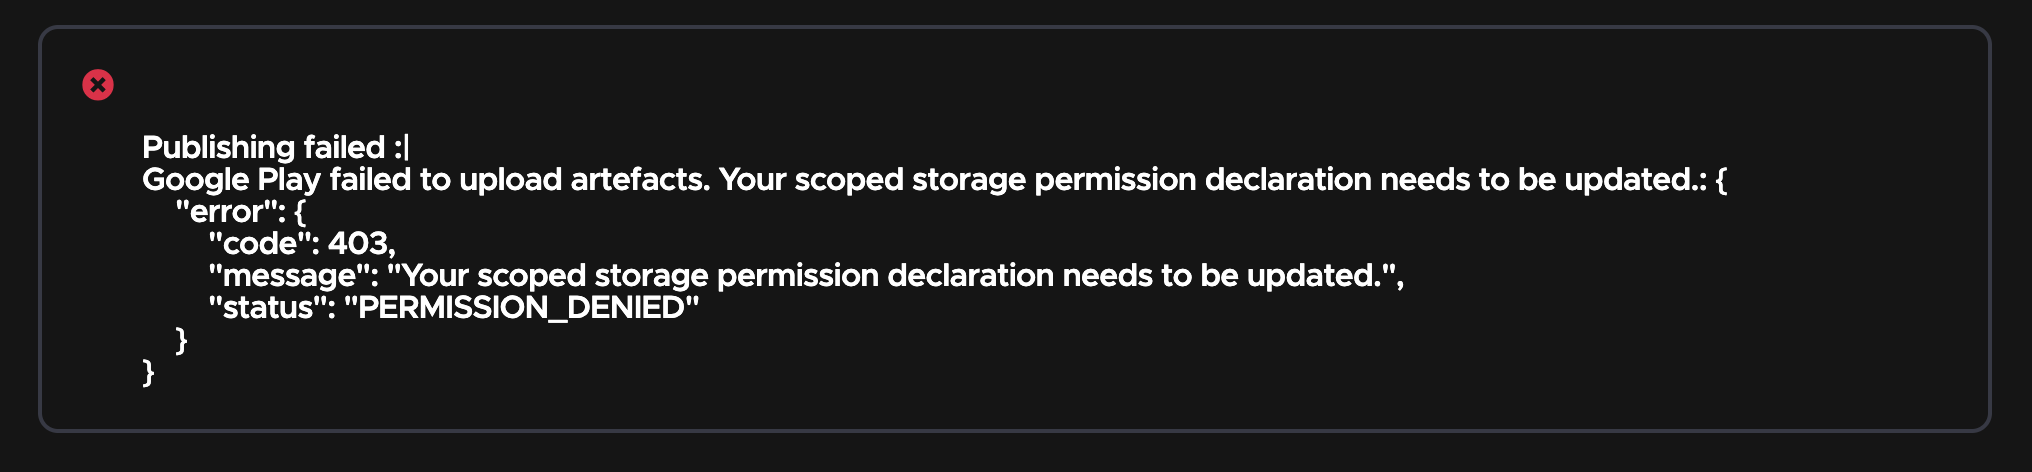 Publishing failed :|
Google Play failed to upload artefacts. Your scoped storage permission declaration needs to be updated.: {
    "error": {
        "code": 403,
        "message": "Your scoped storage permission declaration needs to be updated.",
        "status": "PERMISSION_DENIED"
    }
}